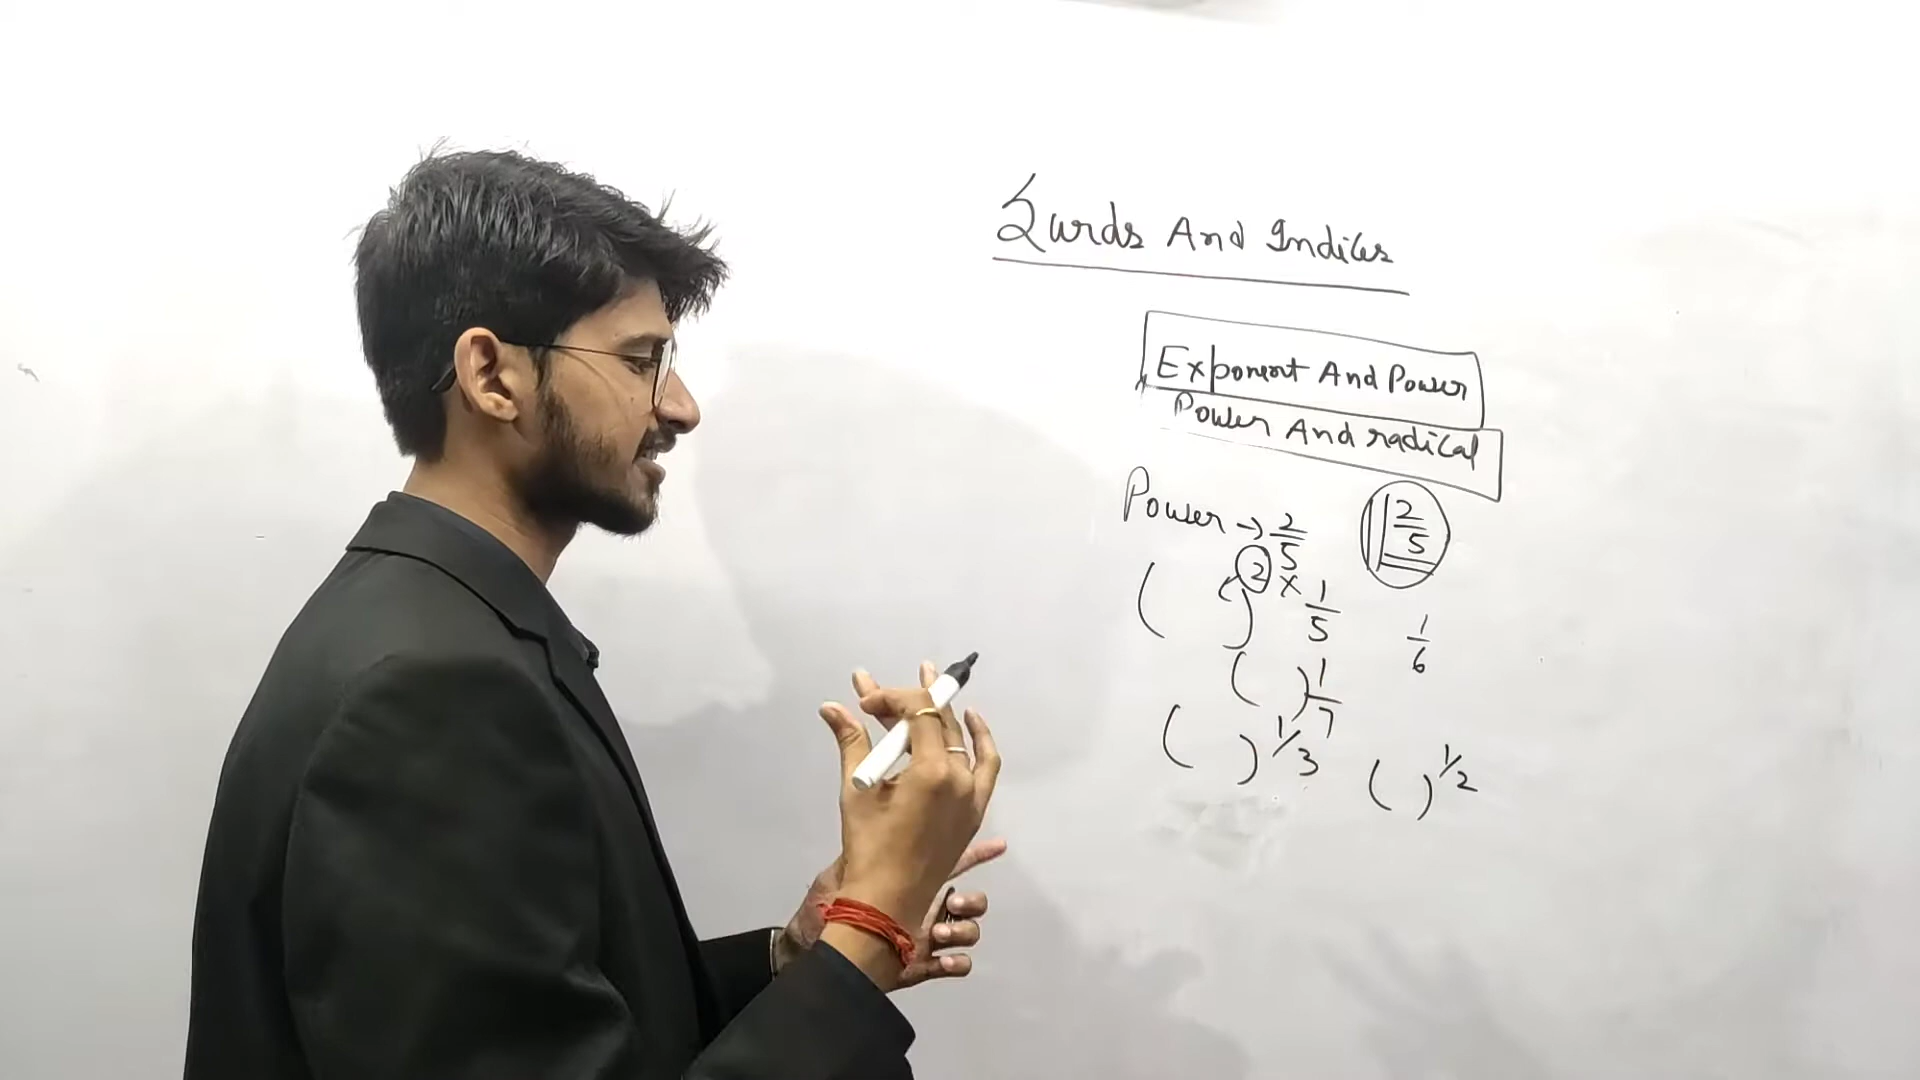 Surds And Indices
Exponent And Power
Power And radical
Power → 2/5
2/5
( )2 × 1/5
1/6
( )1/7
( )1/3
( )1/2